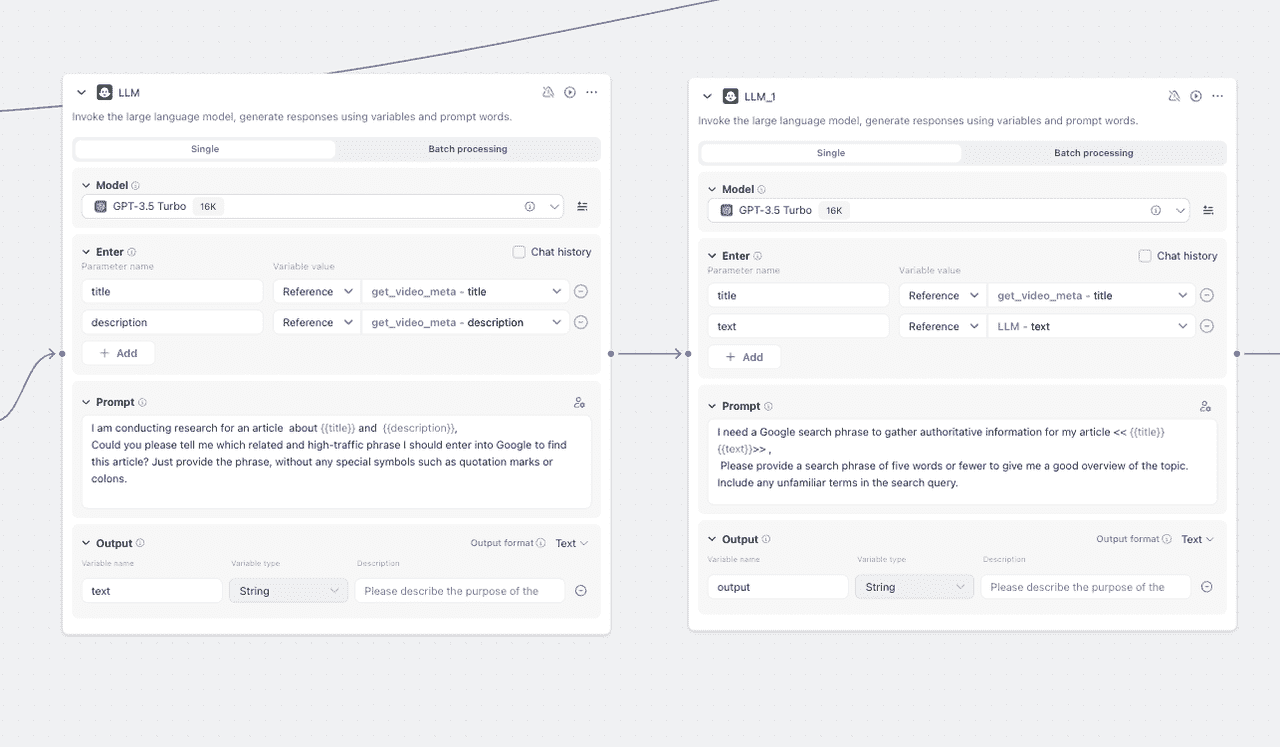 LLM
Invoke the large language model, generate responses using variables and prompt words.
Single Batch processing
Model
GPT-3.5 Turbo 16K
Enter Chat history
Parameter name Variable value
title Reference get_video_meta - title
description Reference get_video_meta - description
+ Add
Prompt
I am conducting research for an article  about {{title}} and  {{description}},
Could you please tell me which related and high-traffic phrase I should enter into Google to find
this article? Just provide the phrase, without any special symbols such as quotation marks or
colons.
Output Output format Text
Variable name Variable type Description
text String Please describe the purpose of the
LLM_1
Invoke the large language model, generate responses using variables and prompt words.
Single Batch processing
Model
GPT-3.5 Turbo 16K
Enter Chat history
Parameter name Variable value
title Reference get_video_meta - title
text Reference LLM - text
+ Add
Prompt
I need a Google search phrase to gather authoritative information for my article << {{title}}
{{text}}>> ,
Please provide a search phrase of five words or fewer to give me a good overview of the topic.
Include any unfamiliar terms in the search query.
Output Output format Text
Variable name Variable type Description
output String Please describe the purpose of the